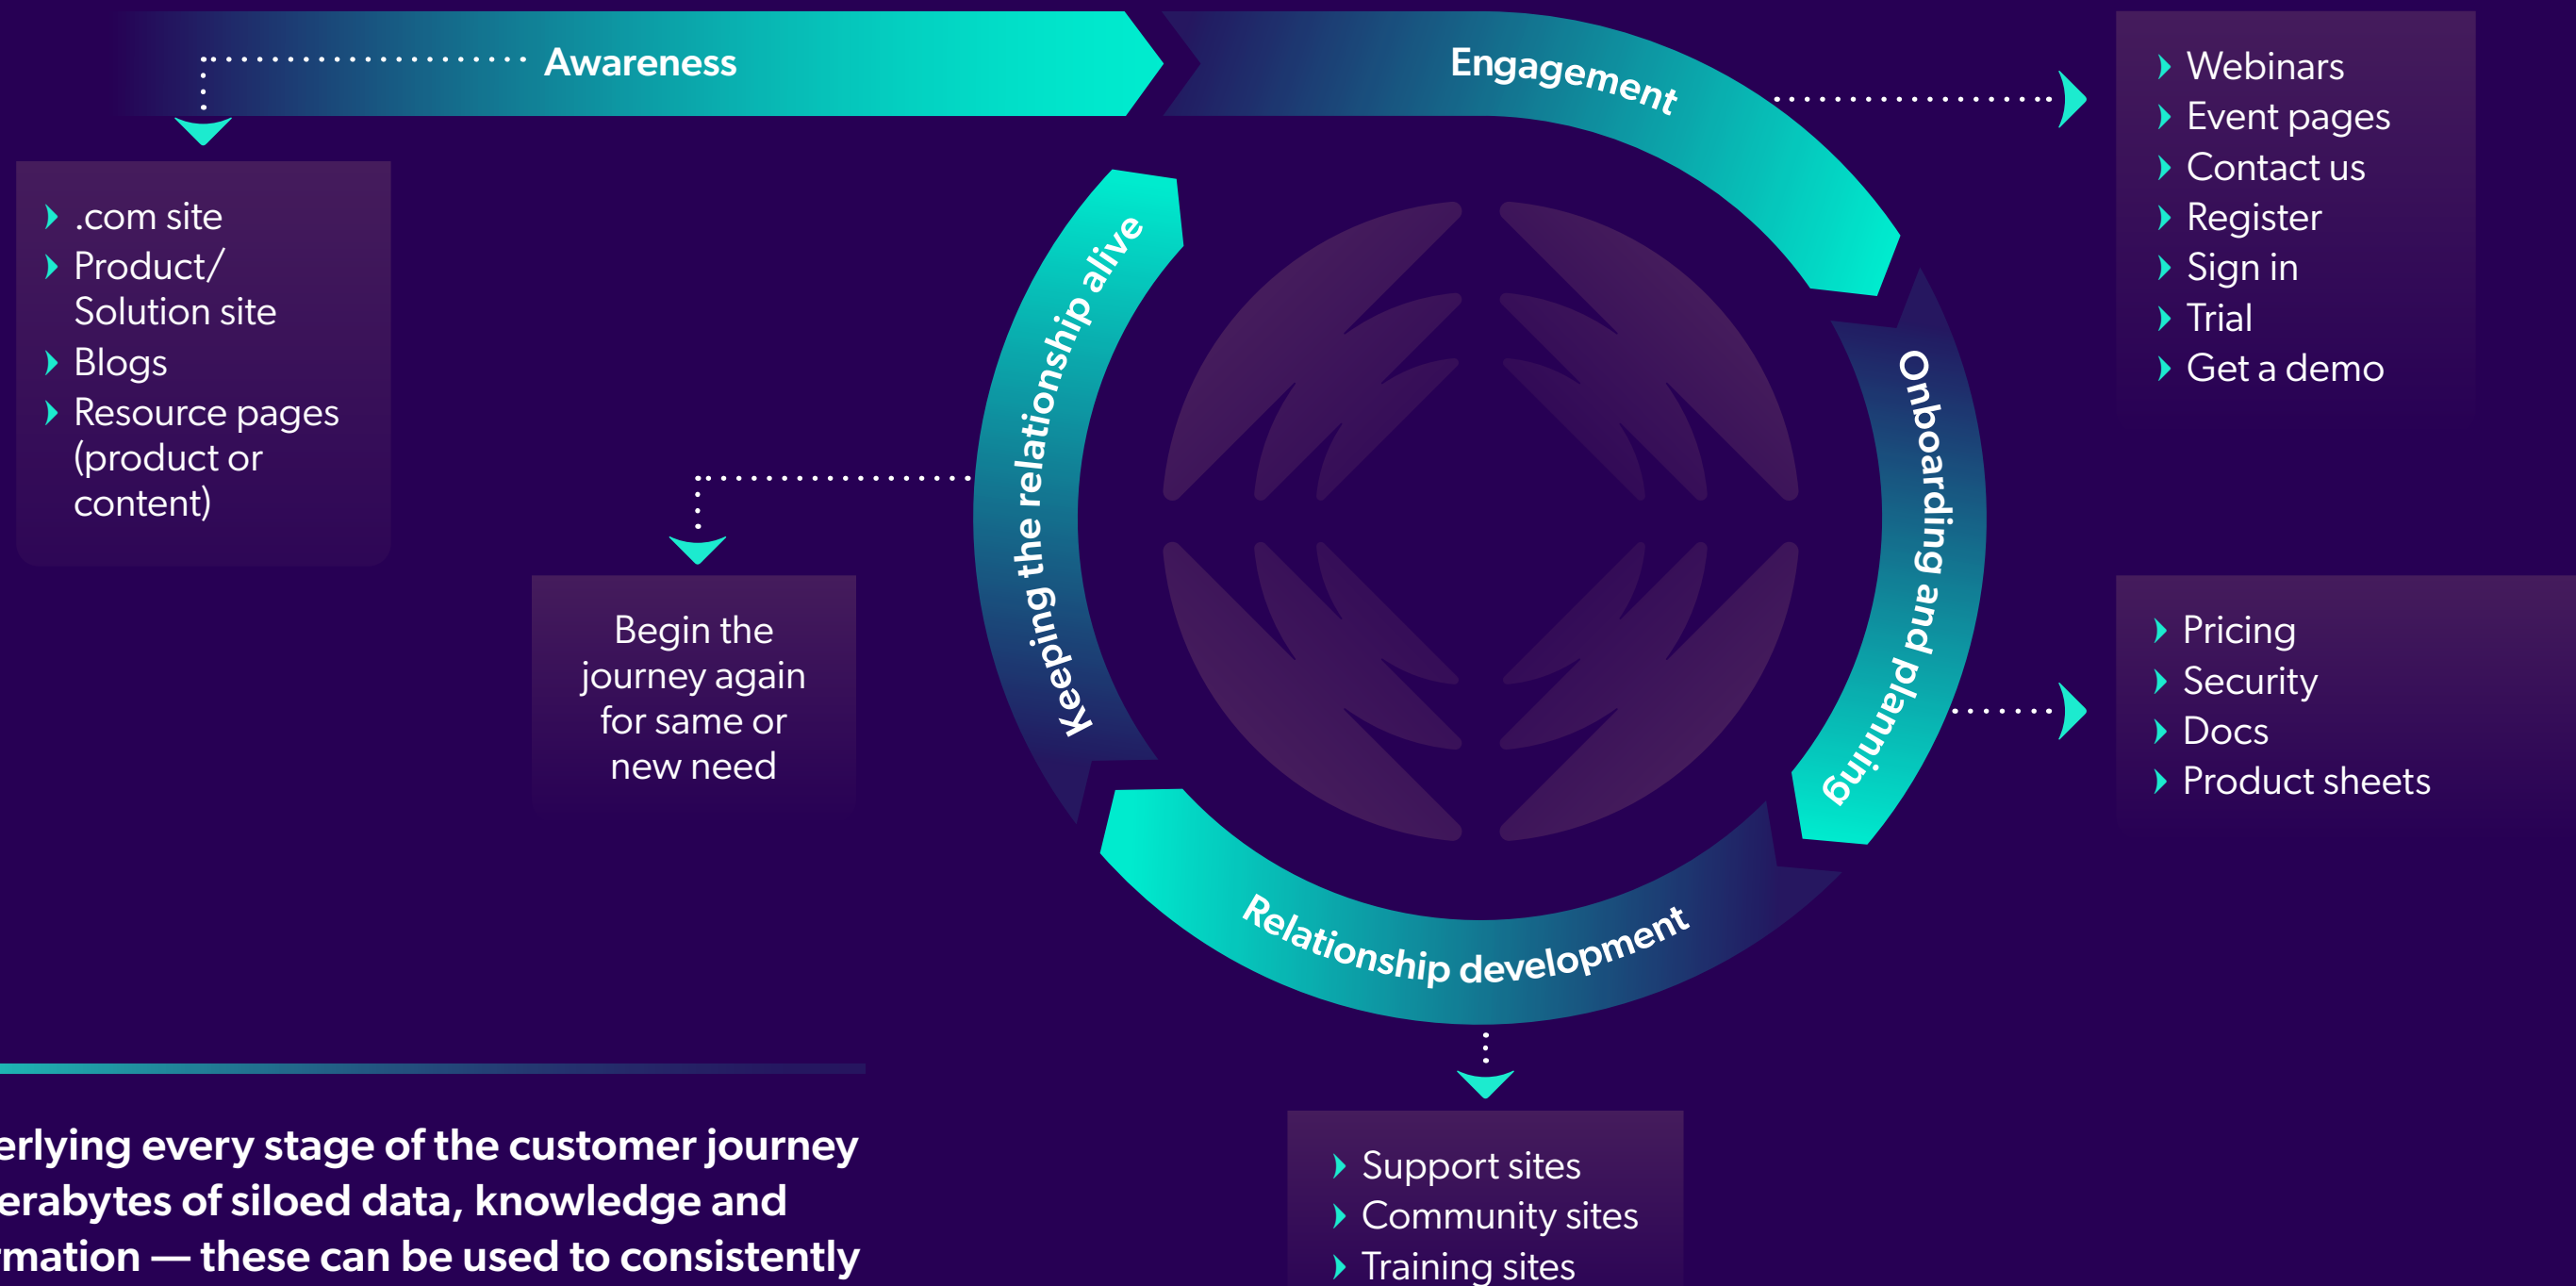 Awareness
.com site
Product/
Solution site
Blogs
Resource pages
(product or
content)
Engagement
Webinars
Event pages
Contact us
Register
Sign in
Trial
Get a demo
Onboarding and planning
Pricing
Security
Docs
Product sheets
Relationship development
Support sites
Community sites
Training sites
Keeping the relationship alive
Begin the
journey again
for same or
new need
every stage of the customer journey
of siloed data, knowledge and
— these can be used to consistently